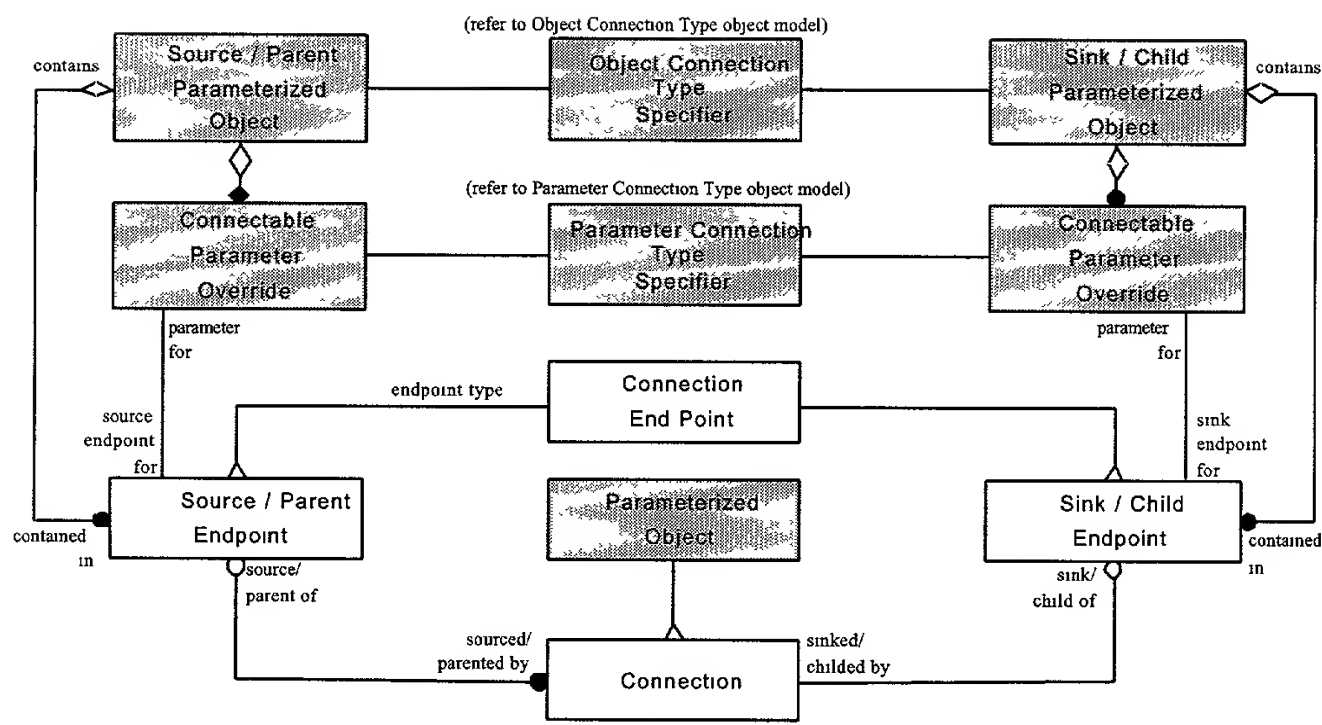 (refer to Object Connection Type object model)
contains
Source / Parent
Parameterized
Object
Object Connection
Type
Specifier
Sink / Child
Parameterized
Object
contains
(refer to Parameter Connection Type object model)
Connectable
Parameter
Override
Parameter Connection
Type
Specifier
Connectable
Parameter
Override
parameter
for
parameter
for
endpoint type
Connection
End Point
source
endpoint
for
sink
endpoint
for
Source / Parent
Endpoint
Parameterized
Object
Sink / Child
Endpoint
contained
in
contained
in
source/
parent of
sink/
child of
sourced/
parented by
sinked/
childed by
Connection